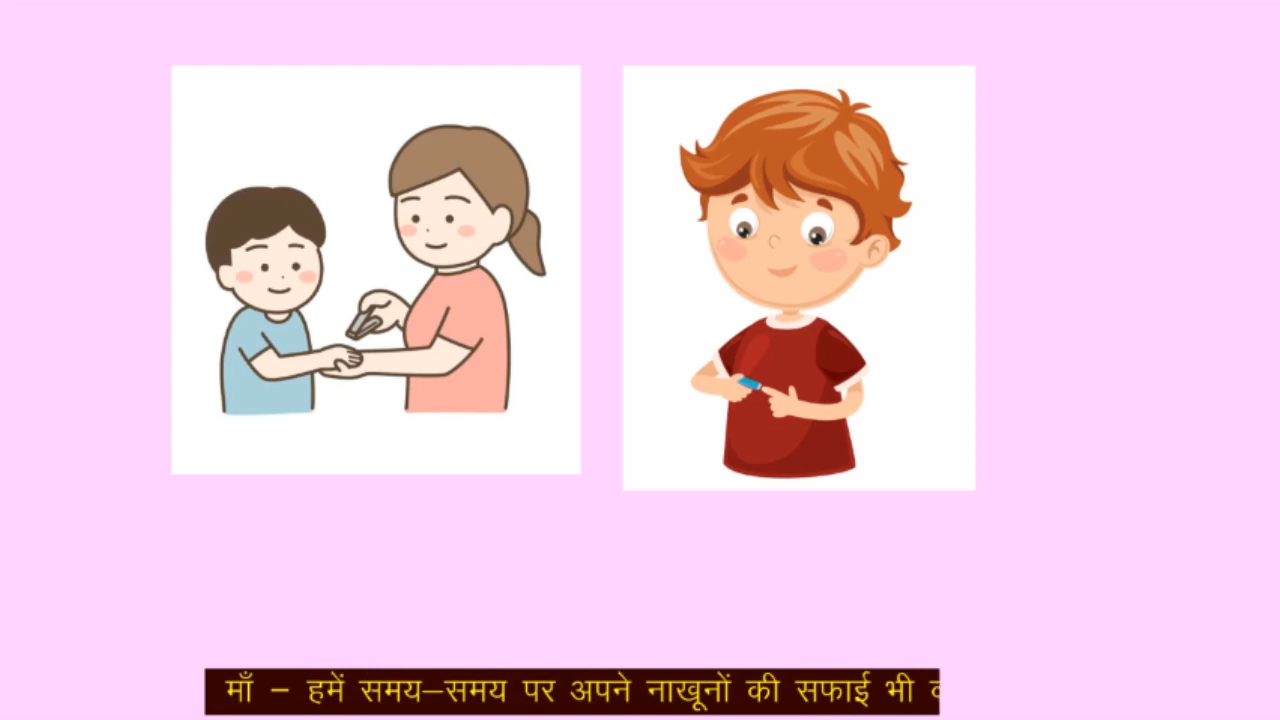 माँ – हमें समय–समय पर अपने नाखूनों की सफाई भी